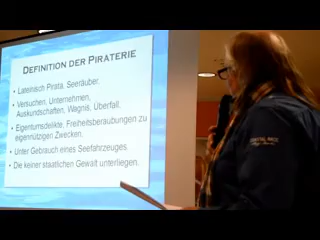 Definition der Piraterie
• Lateinisch Pirata. Seeräuber.
• Versuchen, Unternehmen,
Auskundschaften, Wagnis, Überfall.
• Eigentumsdelikte, Freiheitsberaubungen zu
eigennützigen Zwecken.
• Unter Gebrauch eines Seefahrzeuges.
• Die keiner staatlichen Gewalt unterliegen.